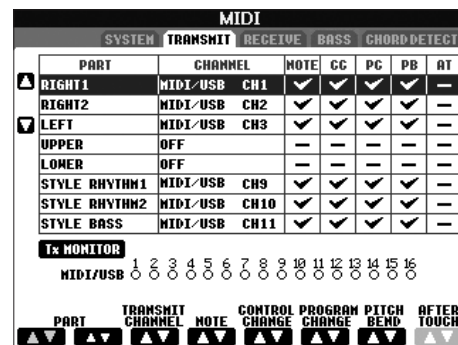 MIDI
SYSTEM TRANSMIT RECEIVE BASS CHORD DETECT
PART CHANNEL NOTE CC PC PB AT
RIGHT1 MIDI/USB CH1
RIGHT2 MIDI/USB CH2
LEFT MIDI/USB CH3
UPPER OFF
LOWER OFF
STYLE RHYTHM1 MIDI/USB CH9
STYLE RHYTHM2 MIDI/USB CH10
STYLE BASS MIDI/USB CH11
Tx MONITOR
1 2 3 4 5 6 7 8 9 10 11 12 13 14 15 16
MIDI/USB
PART TRANSMIT CHANNEL NOTE CONTROL CHANGE PROGRAM CHANGE PITCH BEND AFTER TOUCH